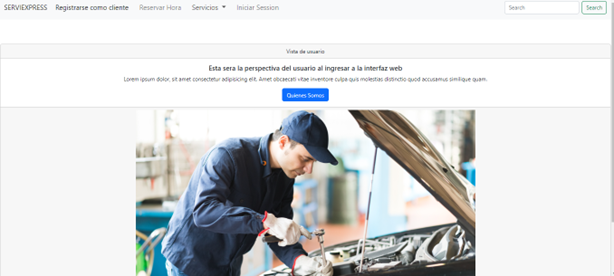 SERVIEXPRESS Registrarse como cliente Reservar Hora Servicios Iniciar Session Search Search
Vista de usuario
Esta sera la perspectiva del usuario al ingresar a la interfaz web
Lorem ipsum dolor, sit amet consectetur adipisicing elit. Amet obcaecati vitae inventore culpa quis molestias distinctio quod accusamus similique quam.
Quienes Somos